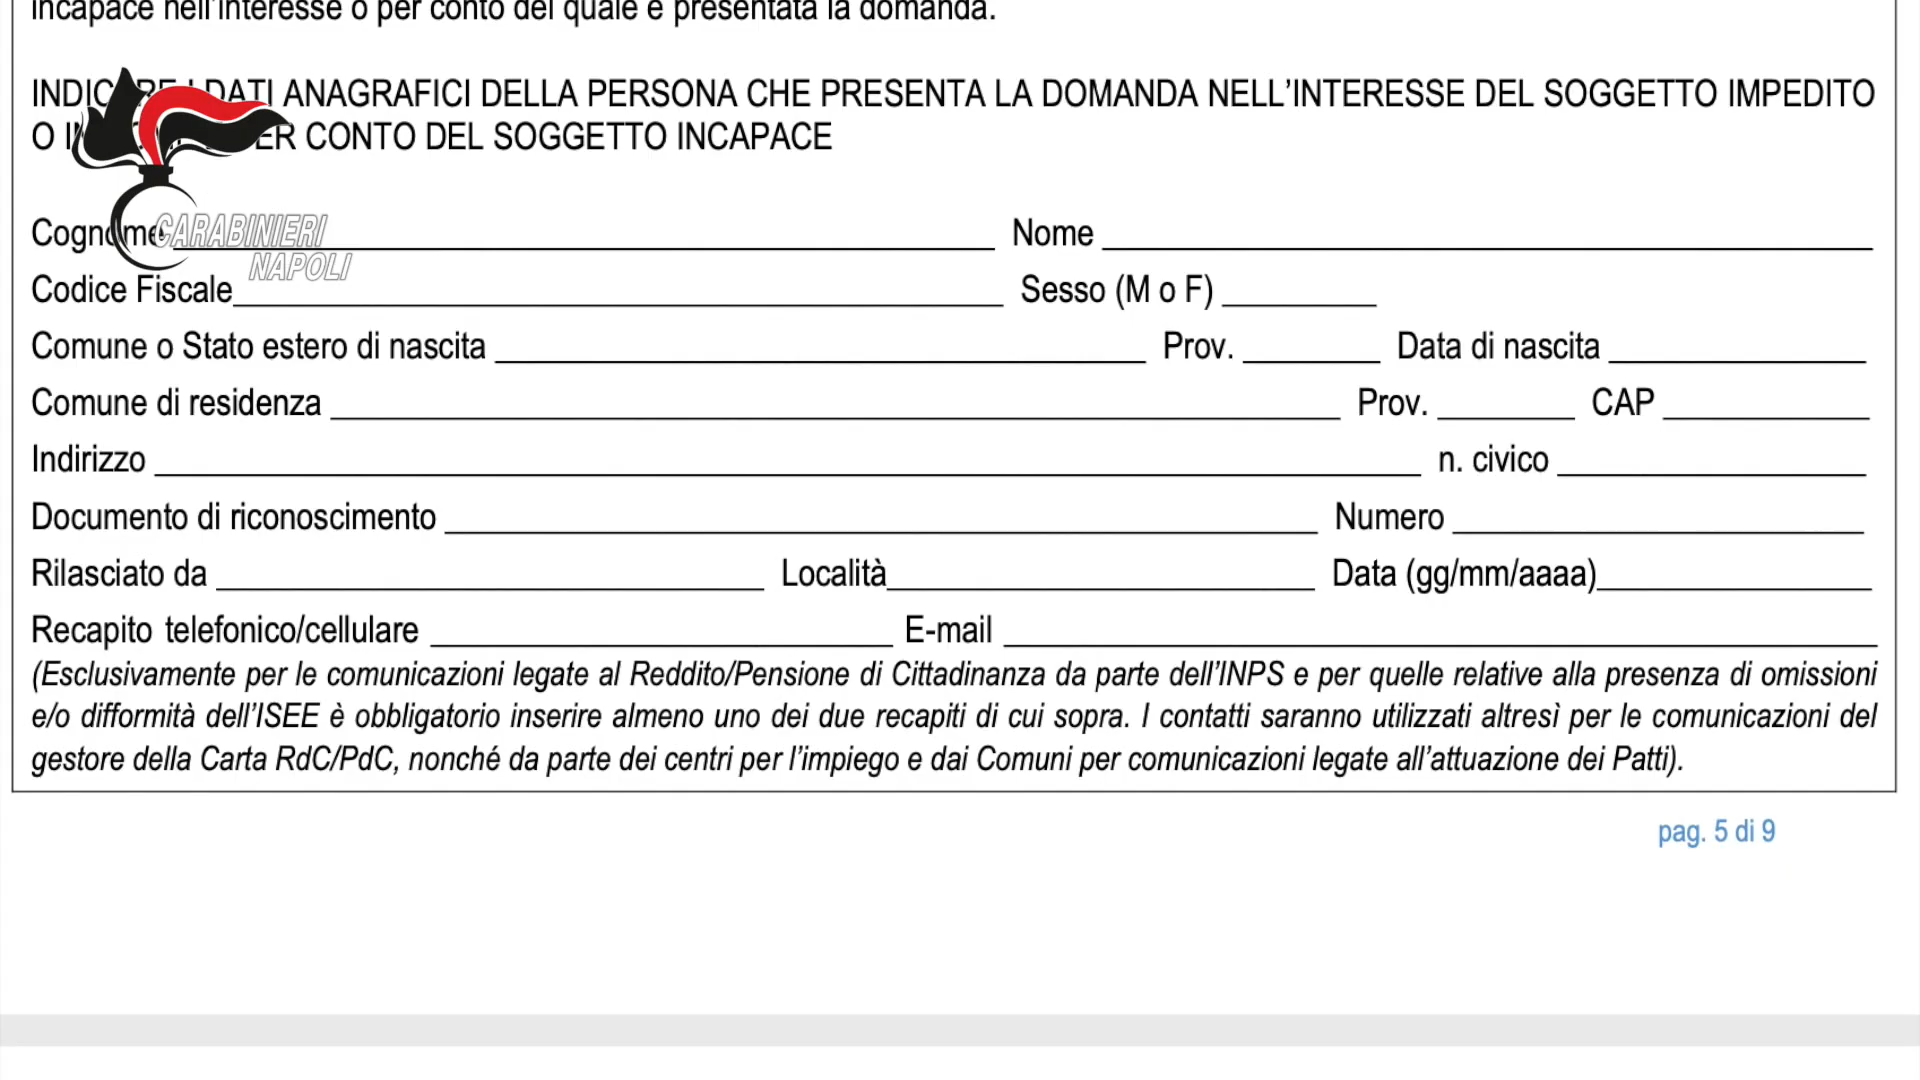 incapace nell'interesse o per conto del quale è presentata la domanda.
INDICARE I DATI ANAGRAFICI DELLA PERSONA CHE PRESENTA LA DOMANDA NELL'INTERESSE DEL SOGGETTO IMPEDITO
O IN NOME E PER CONTO DEL SOGGETTO INCAPACE
CARABINIERI
NAPOLI
Cognome Nome
Codice Fiscale Sesso (M o F)
Comune o Stato estero di nascita Prov. Data di nascita
Comune di residenza Prov. CAP
Indirizzo n. civico
Documento di riconoscimento Numero
Rilasciato da Località Data (gg/mm/aaaa)
Recapito telefonico/cellulare E-mail
(Esclusivamente per le comunicazioni legate al Reddito/Pensione di Cittadinanza da parte dell'INPS e per quelle relative alla presenza di omissioni
e/o difformità dell'ISEE è obbligatorio inserire almeno uno dei due recapiti di cui sopra. I contatti saranno utilizzati altresì per le comunicazioni del
gestore della Carta RdC/PdC, nonché da parte dei centri per l'impiego e dai Comuni per comunicazioni legate all'attuazione dei Patti).
pag. 5 di 9